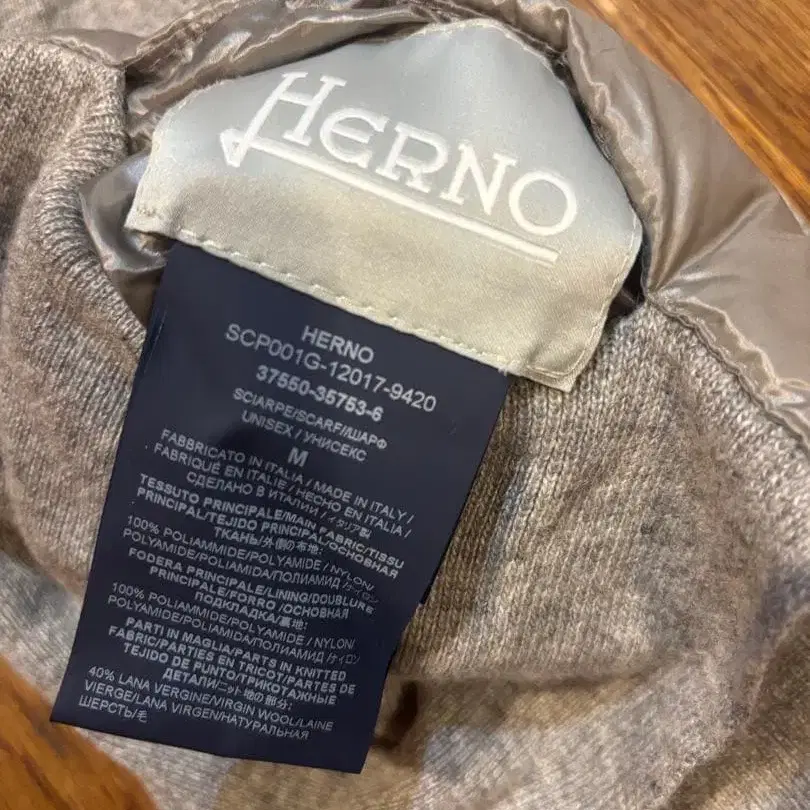 HERNO
HERNO
SCP001G-12017-9420
37550-35753-6
SCIARPE/SCARF/ШАРФ
UNISEX / УНИСЕКС
M
FABBRICATO IN ITALIA / MADE IN ITALY /
FABRIQUÉ EN ITALIE / HECHO EN ITALIA /
СДЕЛАНО В ИТАЛИИ / イタリア製
TESSUTO PRINCIPALE/MAIN FABRIC/TISSU
PRINCIPAL/TEJIDO PRINCIPAL/ОСНОВНАЯ
ТКАНЬ/外側の布地:
100% POLIAMMIDE/POLYAMIDE / NYLON/
POLYAMIDE/POLIAMIDA/ПОЛИАМИД /ナイロン
FODERA PRINCIPALE/LINING/DOUBLURE
PRINCIPALE/FORRO /ОСНОВНАЯ
ПОДКЛАДКА/裏地:
100% POLIAMMIDE/POLYAMIDE / NYLON/
POLYAMIDE/POLIAMIDA/ПОЛИАМИД /ナイロン
PARTI IN MAGLIA/PARTS IN KNITTED
FABRIC/PARTIES EN TRICOT/PARTES DE
TEJIDO DE PUNTO/ТРИКОТАЖНЫЕ
ДЕТАЛИ/ニット地の部分:
40% LANA VERGINE/VIRGIN WOOL/LAINE
VIERGE/LANA VIRGEN/НАТУРАЛЬНАЯ
ШЕРСТЬ/毛